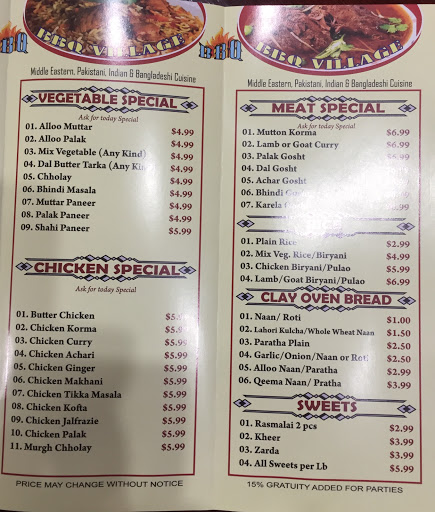 BBQ
BBQ VILLAGE
Middle Eastern, Pakistani, Indian & Bangladeshi Cuisine
VEGETABLE SPECIAL
Ask for today Special
01. Alloo Muttar $4.99
02. Alloo Palak $4.99
03. Mix Vegetable (Any Kind) $4.99
04. Dal Butter Tarka (Any $4.99
05. Chholay $4.99
06. Bhindi Masala $4.99
07. Muttar Paneer $4.99
08. Palak Paneer $4.99
09. Shahi Paneer $5.99
CHICKEN SPECIAL
Ask for today Special
01. Butter Chicken
02. Chicken Korma
03. Chicken Curry $5.99
04. Chicken Achari $5.99
05. Chicken Ginger $5.99
06. Chicken Makhani $5.99
07. Chicken Tikka Masala $5.99
08. Chicken Kofta $5.99
09. Chicken Jalfrazie $5.99
10. Chicken Palak $5.99
11. Murgh Chholay $5.99
PRICE MAY CHANGE WITHOUT NOTICE
BBQ
BBQ VILLAGE
Middle Eastern, Pakistani, Indian & Bangladeshi Cuisine
MEAT SPECIAL
Ask for today Special
01. Mutton Korma $6.99
02. Lamb or Goat Curry $6.99
03. Palak Gosht
04. Dal Gosht
05. Achar Gosht
06. Bhindi
07. Karela
01. Plain Rice $2.99
02. Mix Veg. Rice/Biryani $4.99
03. Chicken Biryani/Pulao $5.99
04. Lamb/Goat Biryani/Pulao $6.99
CLAY OVEN BREAD
01. Naan/ Roti $1.00
02. Lahori Kulcha/Whole Wheat Naan $1.50
03. Paratha Plain $2.50
04. Garlic/Onion/Naan or Roti $2.50
05. Alloo Naan/Paratha $2.99
06. Qeema Naan/ Pratha $3.99
SWEETS
01. Rasmalai 2 pcs $2.99
02. Kheer $3.99
03. Zarda $3.99
04. All Sweets per Lb $5.99
15% GRATUITY ADDED FOR PARTIES